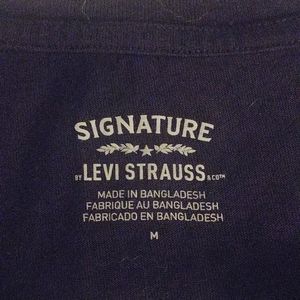 SIGNATURE
BY LEVI STRAUSS & CO™
MADE IN BANGLADESH
FABRIQUE AU BANGLADESH
FABRICADO EN BANGLADESH
M